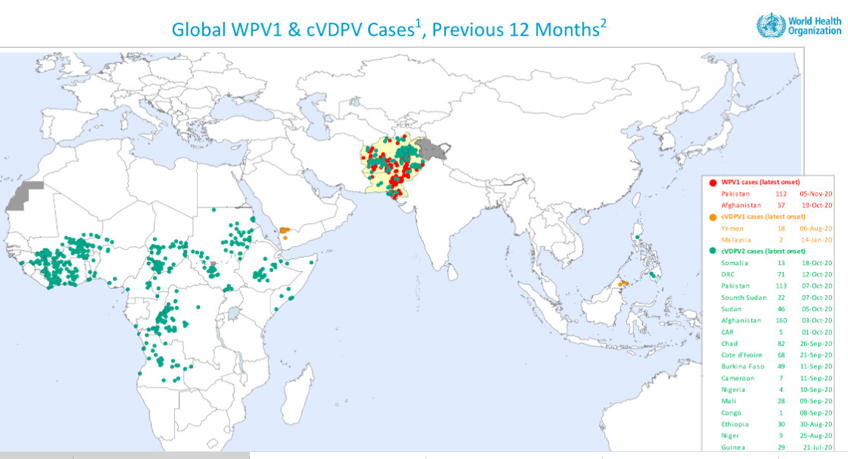 Global WPV1 & cVDPV Cases¹, Previous 12 Months²
World Health
Organization
WPV1 cases (latest onset)
Pakistan 112 05-Nov-20
Afghanistan 57 19-Oct-20
cVDPV1 cases (latest onset)
Yemen 18 06-Aug-20
Malaysia 2 14-Jan-20
cVDPV2 cases (latest onset)
Somalia 13 18-Oct-20
DRC 71 12-Oct-20
Pakistan 113 07-Oct-20
Sounth Sudan 22 07-Oct-20
Sudan 46 05-Oct-20
Afghanistan 160 03-Oct-20
CAR 5 01-Oct-20
Chad 82 26-Sep-20
Cote d'Ivoire 68 21-Sep-20
Burkina Faso 49 11-Sep-20
Cameroon 7 11-Sep-20
Nigeria 4 10-Sep-20
Mali 28 09-Sep-20
Congo 1 08-Sep-20
Ethiopia 30 30-Aug-20
Niger 9 25-Aug-20
Guinea 29 21-Jul-20